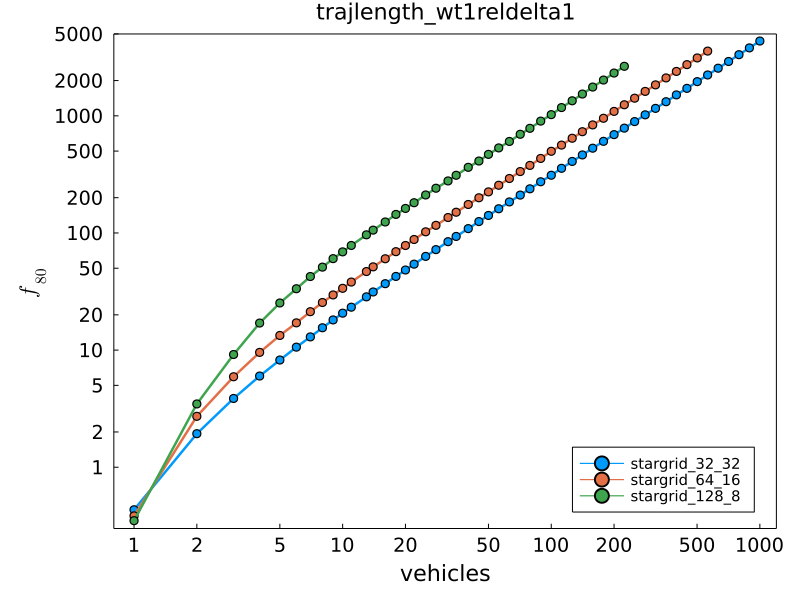 trajlength_wt1reldelta1
5000
2000
1000
500
200
100
50
20
10
5
2
1
f80
1 2 5 10 20 50 100 200 500 1000
vehicles
stargrid_32_32
stargrid_64_16
stargrid_128_8